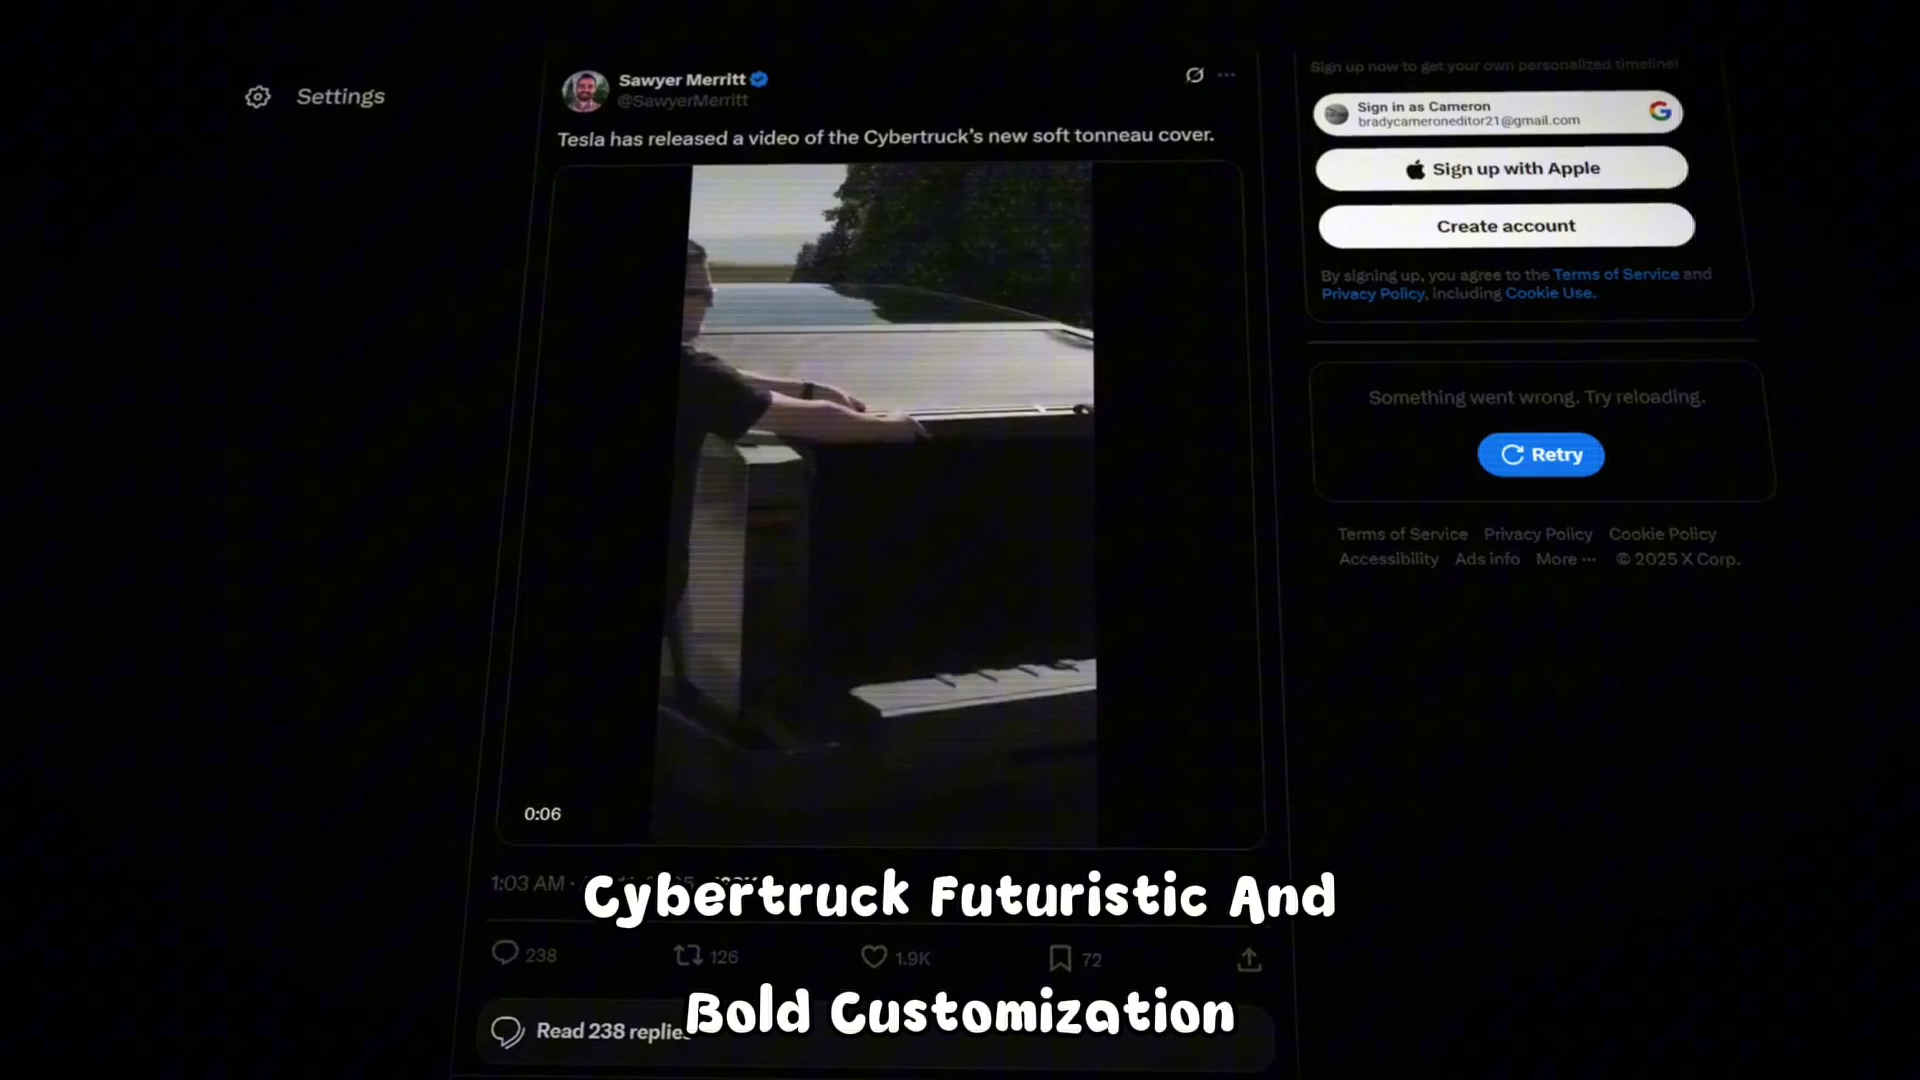 Settings
Sawyer Merritt
@SawyerMerritt
Tesla has released a video of the Cybertruck's new soft tonneau cover.
0:06
1:03 AM ·
238
126
1.9K
72
Read 238 replies
Sign up now to get your own personalized timeline!
Sign in as Cameron
bradycameroneditor21@gmail.com
Sign up with Apple
Create account
By signing up, you agree to the Terms of Service and
Privacy Policy, including Cookie Use.
Something went wrong. Try reloading.
Retry
Terms of Service Privacy Policy Cookie Policy
Accessibility Ads info More ··· © 2025 X Corp.
Cybertruck Futuristic And
Bold Customization